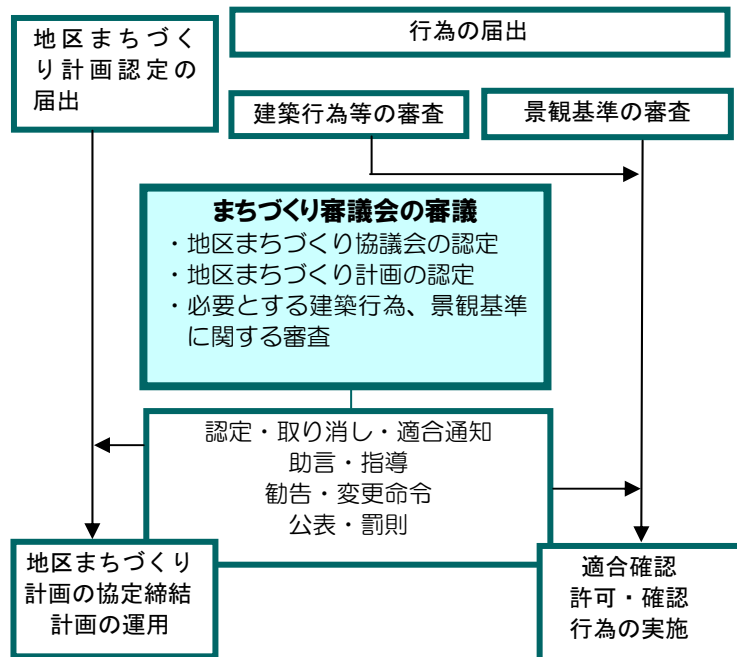 地区まちづく
り計画認定の
届出
行為の届出
建築行為等の審査
景観基準の審査
まちづくり審議会の審議
・地区まちづくり協議会の認定
・地区まちづくり計画の認定
・必要とする建築行為、景観基準
に関する審査
認定・取り消し・適合通知
助言・指導
勧告・変更命令
公表・罰則
地区まちづくり
計画の協定締結
計画の運用
適合確認
許可・確認
行為の実施